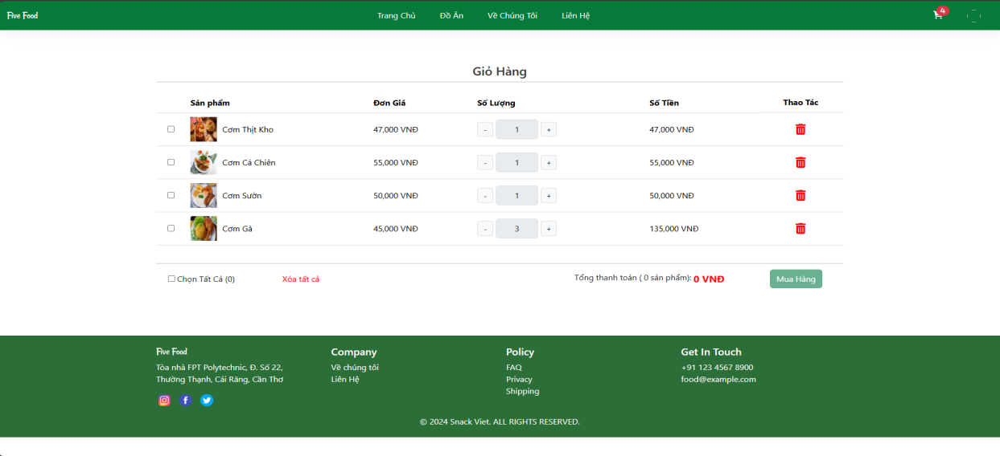 Five Food
Trang Chủ Đồ Ăn Về Chúng Tôi Liên Hệ
4
Giỏ Hàng
Sản phẩm Đơn Giá Số Lượng Số Tiền Thao Tác
Cơm Thịt Kho 47,000 VNĐ - 1 + 47,000 VNĐ
Cơm Cá Chiên 55,000 VNĐ - 1 + 55,000 VNĐ
Cơm Sườn 50,000 VNĐ - 1 + 50,000 VNĐ
Cơm Gà 45,000 VNĐ - 3 + 135,000 VNĐ
Chọn Tất Cả (0) Xóa tất cả Tổng thanh toán ( 0 sản phẩm): 0 VNĐ Mua Hàng
Five Food Company Policy Get In Touch
Tòa nhà FPT Polytechnic, Đ. Số 22, Về chúng tôi FAQ +91 123 4567 8900
Thường Thạnh, Cái Răng, Cần Thơ Liên Hệ Privacy food@example.com
Shipping
© 2024 Snack Viet. ALL RIGHTS RESERVED.